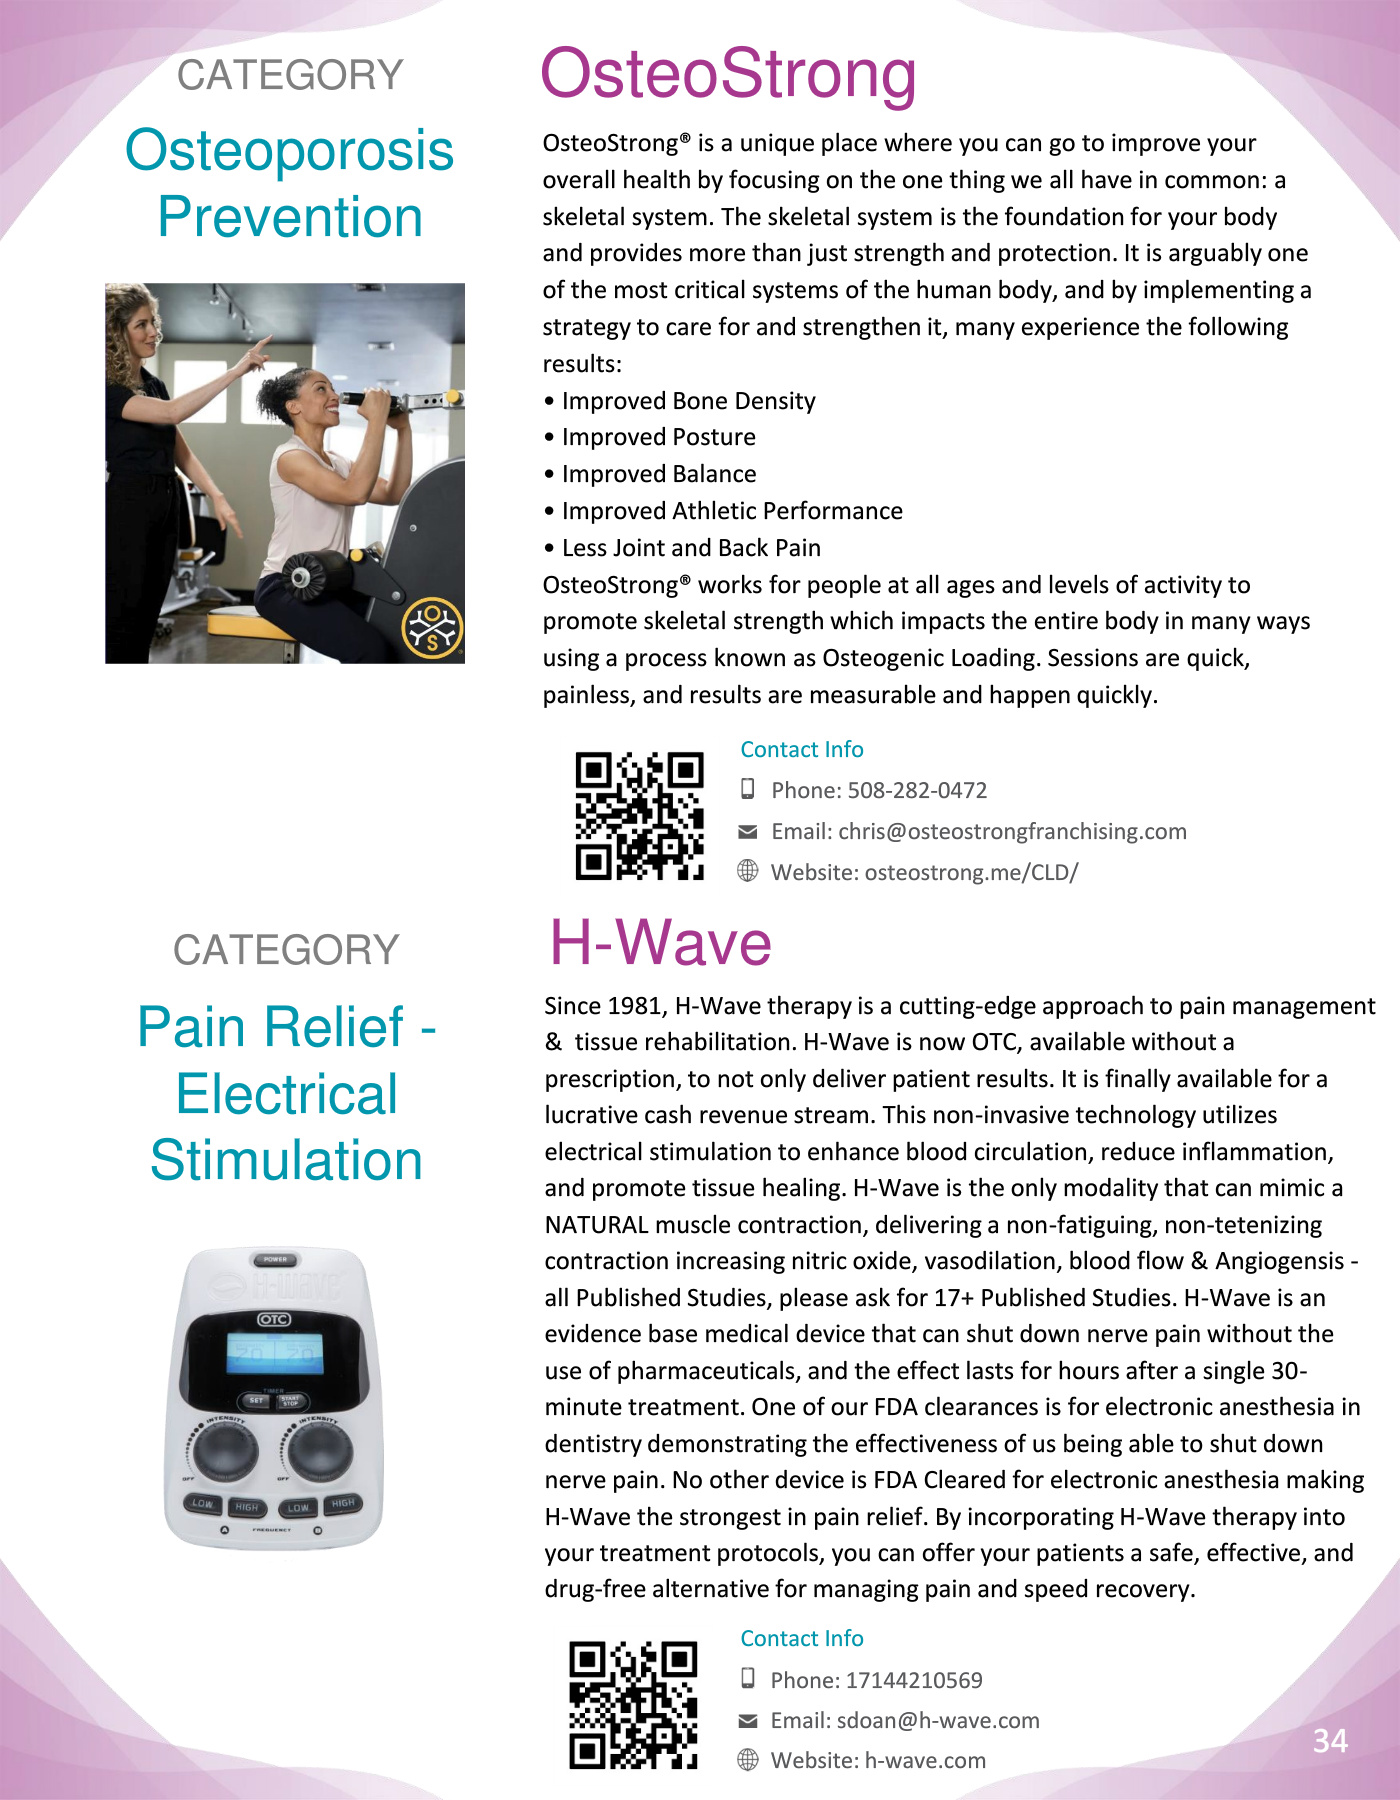 CATEGORY
Osteoporosis
Prevention
OsteoStrong
OsteoStrong® is a unique place where you can go to improve your
overall health by focusing on the one thing we all have in common: a
skeletal system. The skeletal system is the foundation for your body
and provides more than just strength and protection. It is arguably one
of the most critical systems of the human body, and by implementing a
strategy to care for and strengthen it, many experience the following
results:
• Improved Bone Density
• Improved Posture
• Improved Balance
• Improved Athletic Performance
• Less Joint and Back Pain
OsteoStrong® works for people at all ages and levels of activity to
promote skeletal strength which impacts the entire body in many ways
using a process known as Osteogenic Loading. Sessions are quick,
painless, and results are measurable and happen quickly.
O
S
Contact Info
Phone: 508-282-0472
Email: chris@osteostrongfranchising.com
Website: osteostrong.me/CLD/
CATEGORY
Pain Relief -
Electrical
Stimulation
H-Wave
Since 1981, H-Wave therapy is a cutting-edge approach to pain management
&  tissue rehabilitation. H-Wave is now OTC, available without a
prescription, to not only deliver patient results. It is finally available for a
lucrative cash revenue stream. This non-invasive technology utilizes
electrical stimulation to enhance blood circulation, reduce inflammation,
and promote tissue healing. H-Wave is the only modality that can mimic a
NATURAL muscle contraction, delivering a non-fatiguing, non-tetenizing
contraction increasing nitric oxide, vasodilation, blood flow & Angiogensis -
all Published Studies, please ask for 17+ Published Studies. H-Wave is an
evidence base medical device that can shut down nerve pain without the
use of pharmaceuticals, and the effect lasts for hours after a single 30-
minute treatment. One of our FDA clearances is for electronic anesthesia in
dentistry demonstrating the effectiveness of us being able to shut down
nerve pain. No other device is FDA Cleared for electronic anesthesia making
H-Wave the strongest in pain relief. By incorporating H-Wave therapy into
your treatment protocols, you can offer your patients a safe, effective, and
drug-free alternative for managing pain and speed recovery.
POWER
H-wave
OTC
20 20
TIMER
SET START STOP
INTENSITY INTENSITY
OFF OFF
LOW HIGH LOW HIGH
A FREQUENCY B
Contact Info
Phone: 17144210569
Email: sdoan@h-wave.com
Website: h-wave.com
34